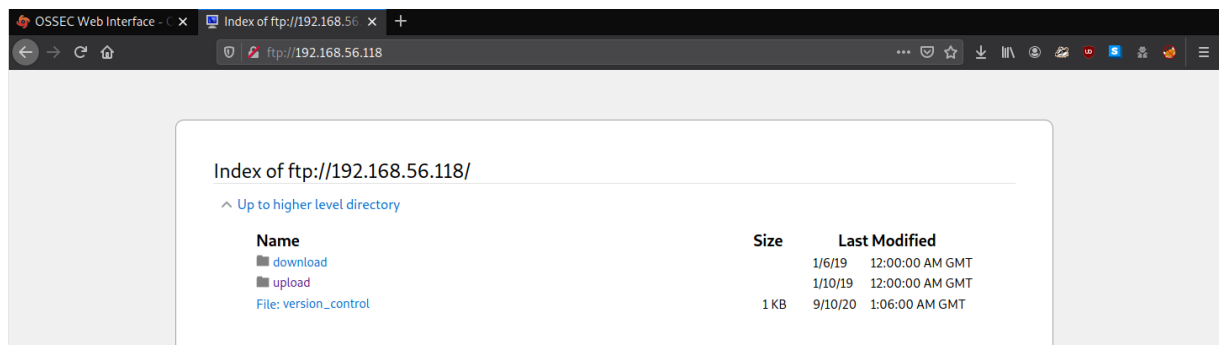 OSSEC Web Interface - O
Index of ftp://192.168.56.
ftp://192.168.56.118
Index of ftp://192.168.56.118/
Up to higher level directory
Name Size Last Modified
download 1/6/19 12:00:00 AM GMT
upload 1/10/19 12:00:00 AM GMT
File: version_control 1 KB 9/10/20 1:06:00 AM GMT